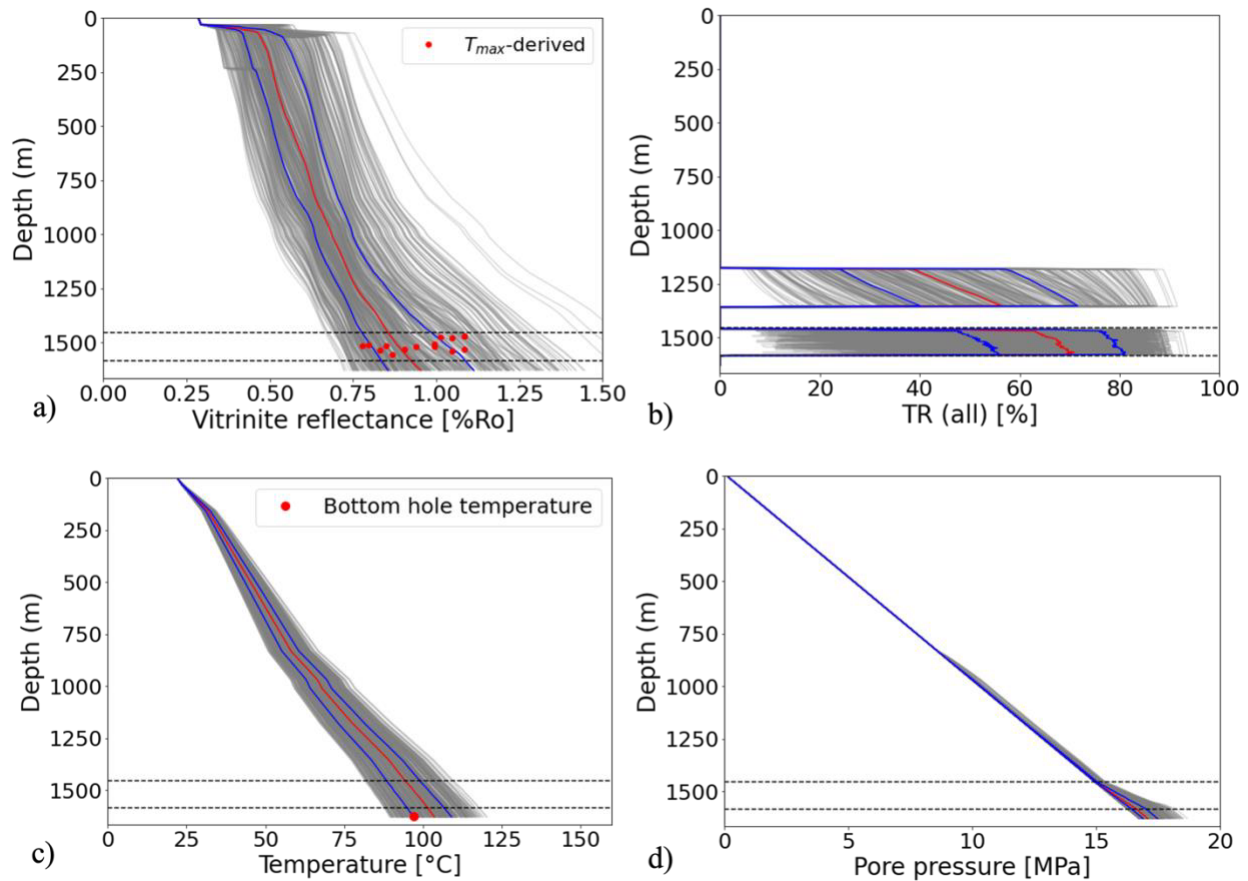 0
250
500
750
1000
1250
1500
Depth (m)
T_max-derived
0.00 0.25 0.50 0.75 1.00 1.25 1.50
Vitrinite reflectance [%Ro]
a)
0
250
500
750
1000
1250
1500
Depth (m)
0 20 40 60 80 100
TR (all) [%]
b)
0
250
500
750
1000
1250
1500
Depth (m)
Bottom hole temperature
0 25 50 75 100 125 150
Temperature [°C]
c)
0
250
500
750
1000
1250
1500
Depth (m)
0 5 10 15 20
Pore pressure [MPa]
d)